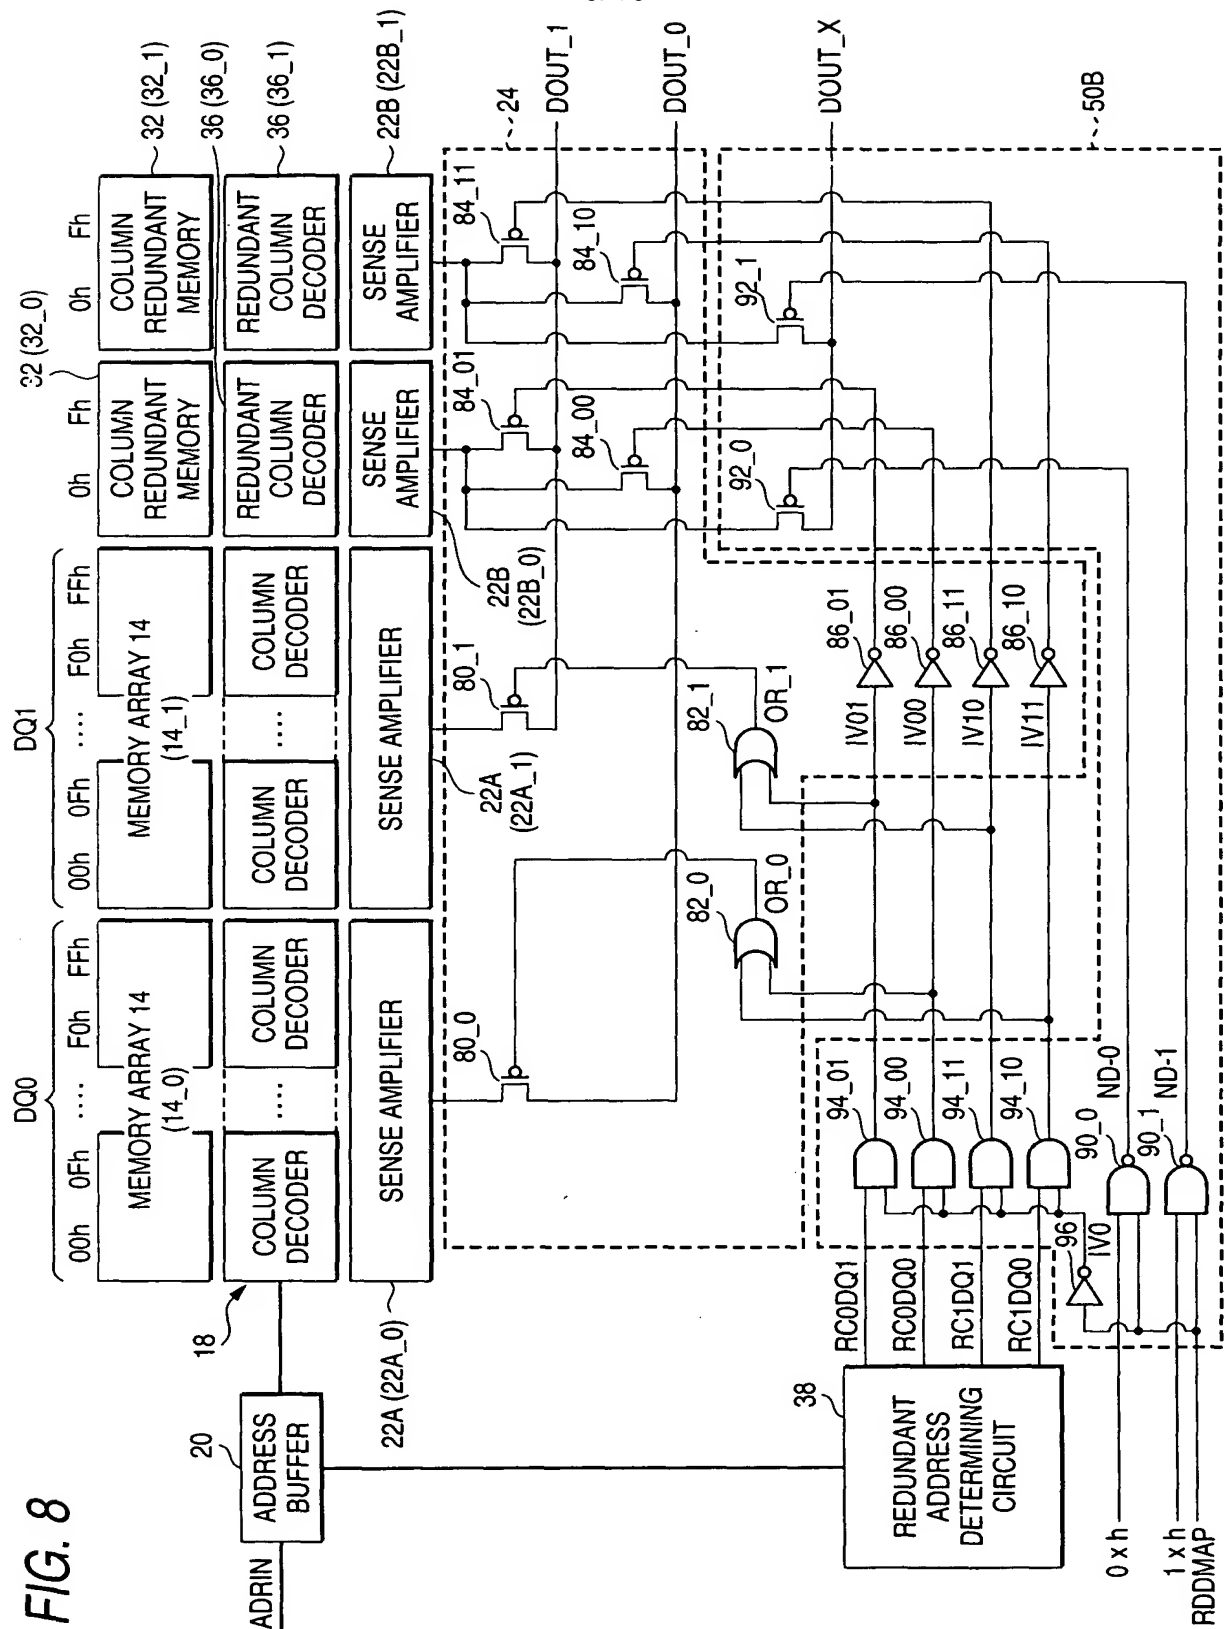 FIG. 8
DQ0
DQ1
00h 0Fh .... F0h FFh
00h 0Fh .... F0h FFh
0h Fh
0h Fh
32 (32_0)
32 (32_1)
36 (36_0)
36 (36_1)
22B (22B_1)
MEMORY ARRAY 14
(14_0)
MEMORY ARRAY 14
(14_1)
COLUMN
REDUNDANT
MEMORY
COLUMN
REDUNDANT
MEMORY
ADRIN
20
ADDRESS
BUFFER
18
COLUMN
DECODER
....
COLUMN
DECODER
COLUMN
DECODER
....
COLUMN
DECODER
REDUNDANT
COLUMN
DECODER
REDUNDANT
COLUMN
DECODER
SENSE AMPLIFIER
SENSE AMPLIFIER
SENSE
AMPLIFIER
SENSE
AMPLIFIER
22A (22A_0)
22A
(22A_1)
22B
(22B_0)
24
80_0
80_1
84_01
84_00
84_11
84_10
DOUT_1
DOUT_0
DOUT_X
92_0
92_1
82_0
OR_0
82_1
OR_1
38
REDUNDANT
ADDRESS
DETERMINING
CIRCUIT
RC0DQ1
RC0DQ0
RC1DQ1
RC1DQ0
94_01
94_00
94_11
94_10
IV01
IV00
IV10
IV11
86_01
86_00
86_11
86_10
96
IV0
90_0
ND-0
90_1
ND-1
50B
0xh
1xh
RDDMAP